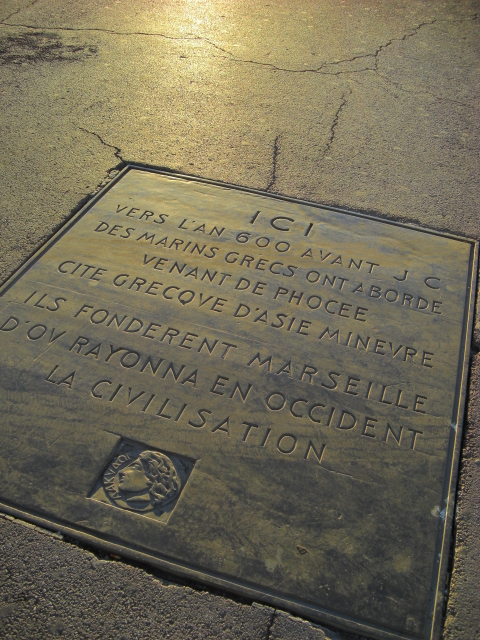 ICI
VERS L'AN 600 AVANT J C
DES MARINS GRECS ONT ABORDE
VENANT DE PHOCEE
CITE GRECQVE D'ASIE MINEVRE
ILS FONDERENT MARSEILLE
D'OV RAYONNA EN OCCIDENT
LA CIVILISATION